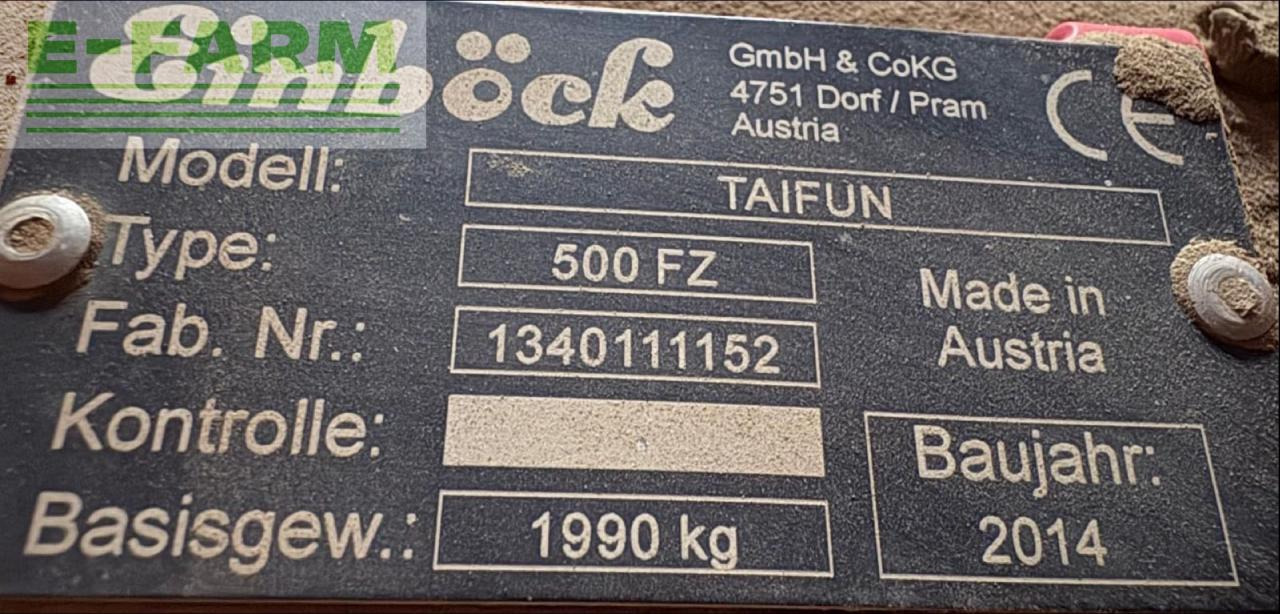 E-FARM
Einböck
GmbH & CoKG
4751 Dorf / Pram
Austria
CE
Modell: TAIFUN
Type: 500 FZ
Fab. Nr.: 1340111152
Made in
Austria
Kontrolle:
Baujahr:
2014
Basisgew.: 1990 kg